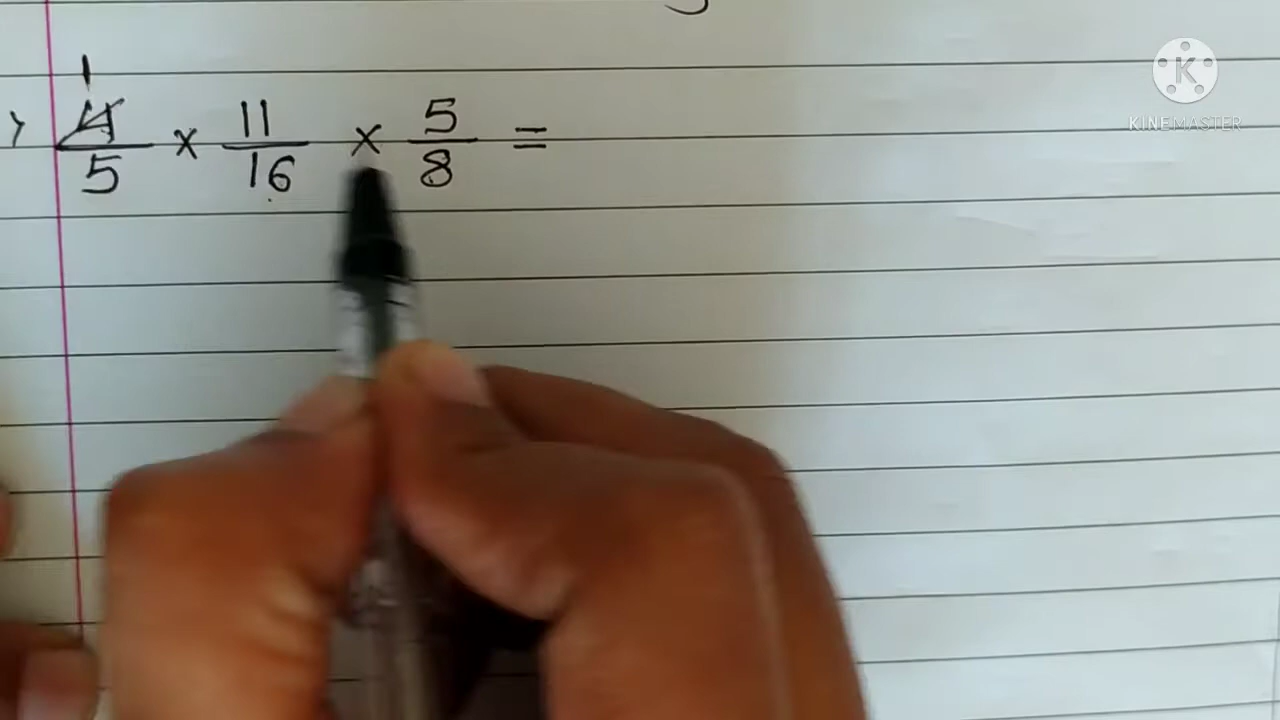 1
4/5 × 11/16 × 5/8 =
K
KINEMASTER